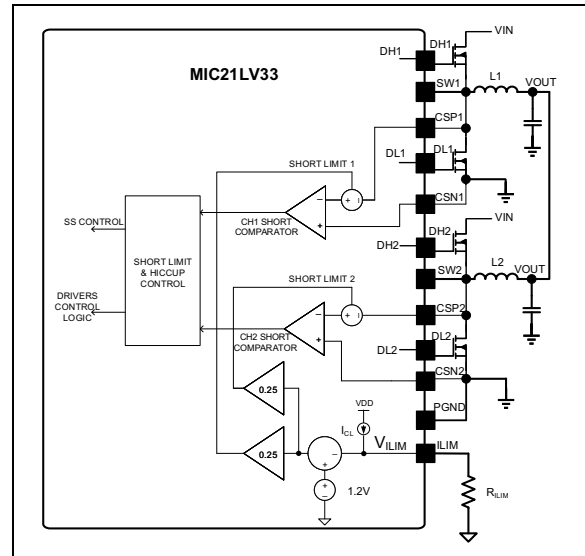 VIN
DH1
DH1
MIC21LV33
SW1
L1
VOUT
CSP1
SHORT LIMIT 1
DL1
DL1
CSN1
CH1 SHORT
COMPARATOR
SS CONTROL
SHORT LIMIT
& HICCUP
CONTROL
DRIVERS
CONTROL
LOGIC
VIN
DH2
DH2
SW2
L2
VOUT
SHORT LIMIT 2
CSP2
DL2
DL2
CH2 SHORT
COMPARATOR
CSN2
0.25
VDD
PGND
ICL
VILIM
ILIM
0.25
1.2V
RILIM